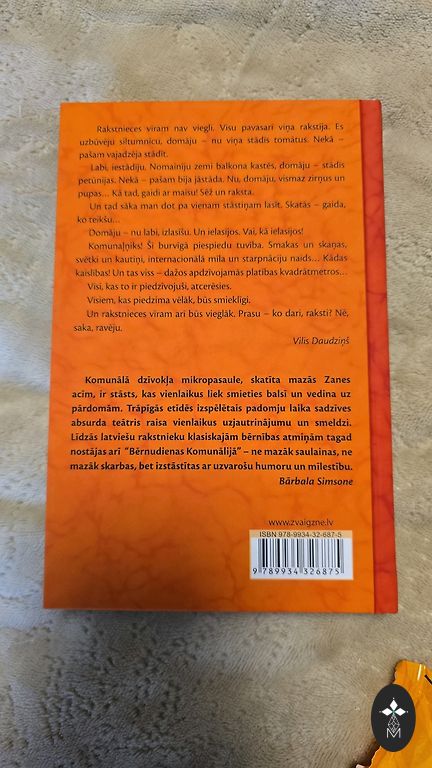 Rakstnieces vīram nav viegli. Visu pavasari viņa rakstīja. Es
uzbūvēju siltumnīcu, domāju – nu viņa stādīs tomātus. Nekā –
pašam vajadzēja stādīt.
Labi, iestādīju. Nomainīju zemi balkona kastēs, domāju – stādīs
petūnijas. Nekā – pašam bija jāstāda. Nu, domāju, vismaz zirņus un
pupas... Kā tad, gaidi ar maisu! Sēž un raksta.
Un tad sāka man dot pa vienam stāstiņam lasīt. Skatās – gaida,
ko teikšu...
Domāju – nu labi, izlasīšu. Un ielasījos. Vai, kā ielasījos!
Komunaļņiks! Šī burvīgā piespiedu tuvība. Smakas un skaņas,
svētki un kautiņi, internacionālā mīla un starpnāciju naids... Kādas
kaislības! Un tas viss – dažos apdzīvojamās platības kvadrātmetros...
Visi, kas to ir piedzīvojuši, atcerēsies.
Visiem, kas piedzima vēlāk, būs smieklīgi.
Un rakstnieces vīram arī būs vieglāk. Prasu – ko dari, raksti? Nē,
saka, ravēju.
Vilis Daudziņš
Komunālā dzīvokļa mikropasaule, skatīta mazās Zanes
acīm, ir stāsts, kas vienlaikus liek smieties balsī un vedina uz
pārdomām. Trāpīgās etīdēs izspēlētais padomju laika sadzīves
absurda teātris raisa vienlaikus uzjautrinājumu un smeldzi.
Līdzās latviešu rakstnieku klasiskajām bērnības atmiņām tagad
nostājas arī "Bērnudienas Komunālijā" – ne mazāk saulainas, ne
mazāk skarbas, bet izstāstītas ar uzvarošu humoru un mīlestību.
Bārbala Simsone
www.zvaigzne.lv
ISBN 978-9934-32-687-5
9 789934 326875